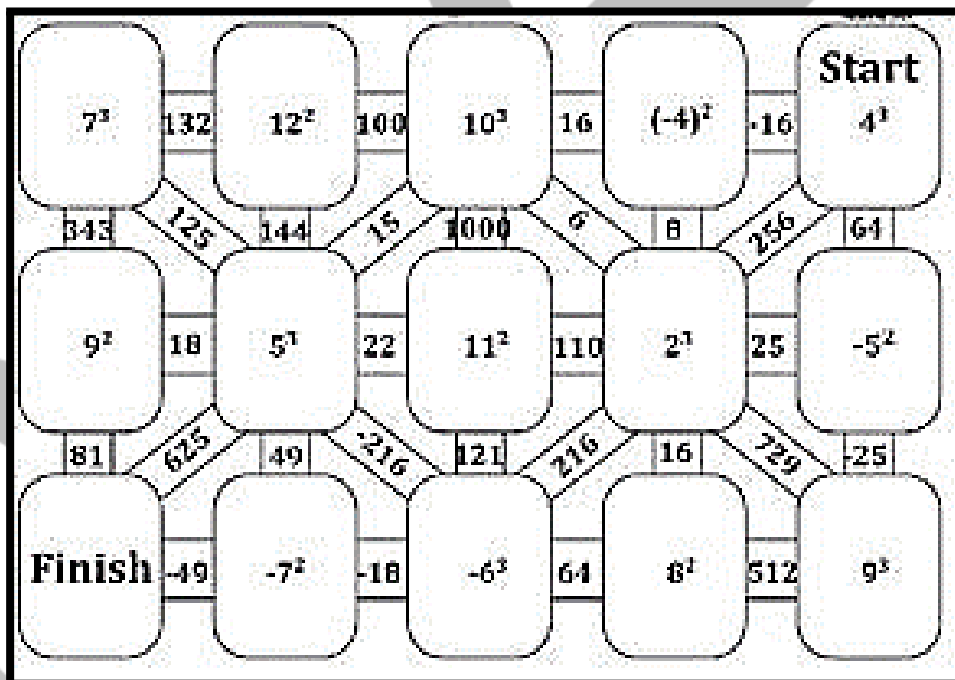 Start
7³ 132 12² 100 10³ 16 (-4)² -16 4³
343 125 144 15 1000 6 8 256 64
9² 18 5³ 22 11² 110 2³ 25 -5²
81 625 49 -216 121 216 16 729 -25
Finish -49 -7² -18 -6³ 64 8² 512 9³